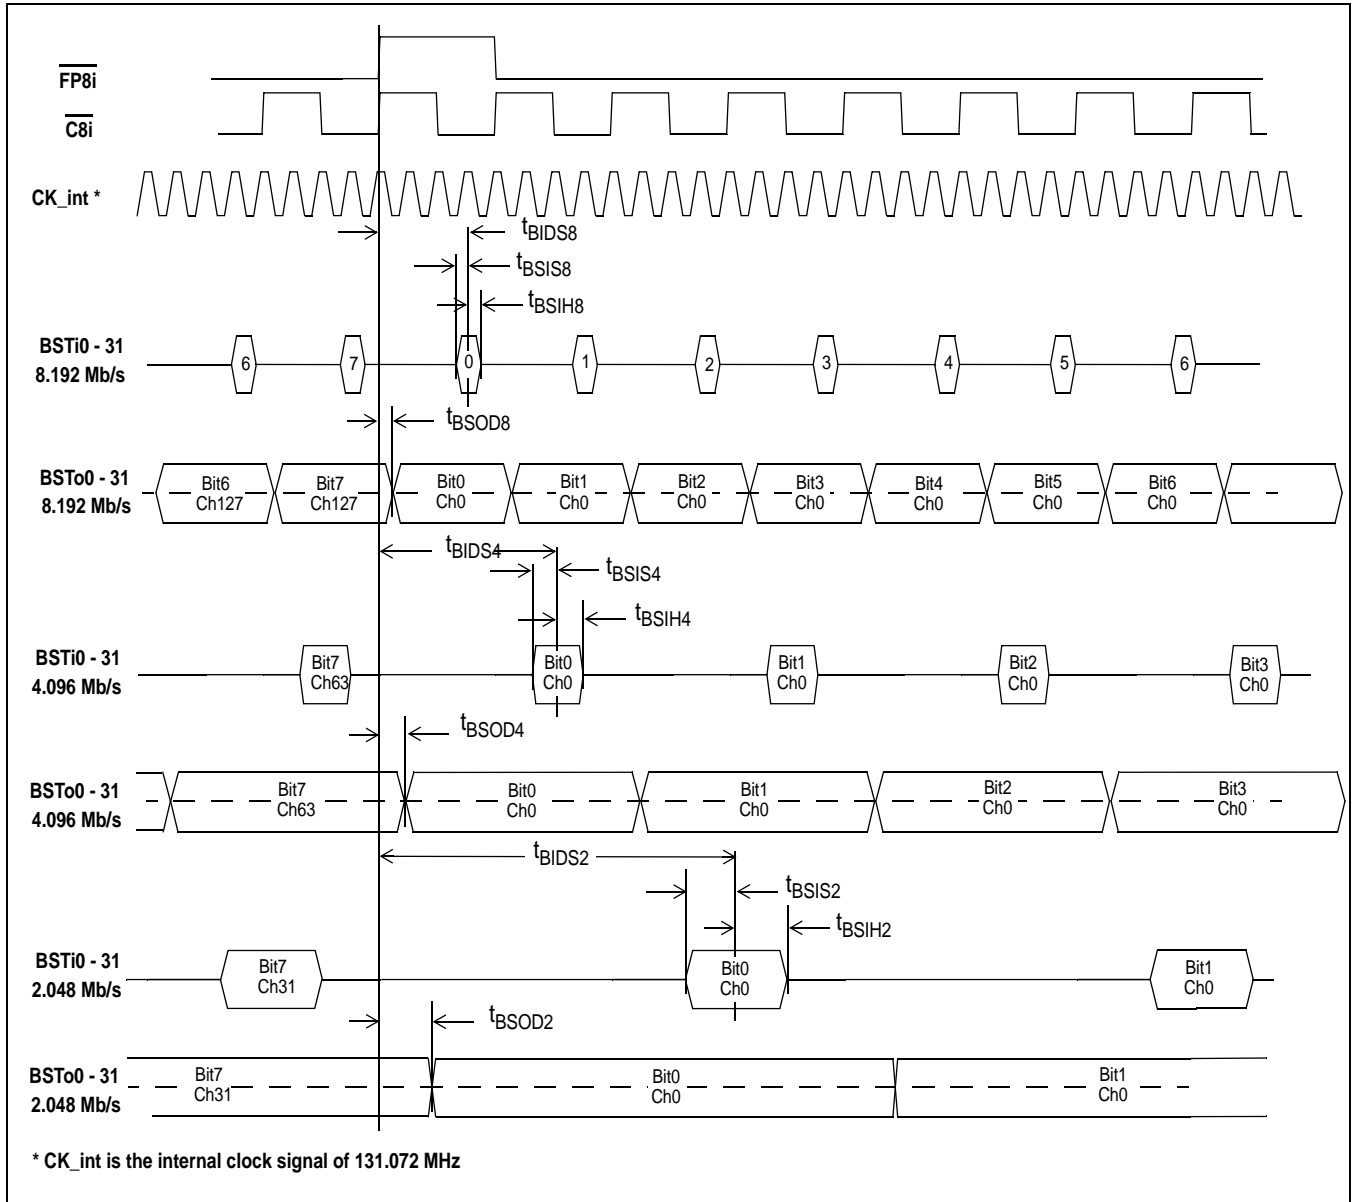 FP8i
C8i
CK_int *
tBIDS8
tBSIS8
tBSIH8
BSTi0 - 31
8.192 Mb/s
6 7 0 1 2 3 4 5 6
tBSOD8
BSTo0 - 31
8.192 Mb/s
Bit6 Bit7 Bit0 Bit1 Bit2 Bit3 Bit4 Bit5 Bit6
Ch127 Ch127 Ch0 Ch0 Ch0 Ch0 Ch0 Ch0 Ch0
tBIDS4
tBSIS4
tBSIH4
BSTi0 - 31
4.096 Mb/s
Bit7 Bit0 Bit1 Bit2 Bit3
Ch63 Ch0 Ch0 Ch0 Ch0
tBSOD4
BSTo0 - 31
4.096 Mb/s
Bit7 Bit0 Bit1 Bit2 Bit3
Ch63 Ch0 Ch0 Ch0 Ch0
tBIDS2
tBSIS2
tBSIH2
BSTi0 - 31
2.048 Mb/s
Bit7 Bit0 Bit1
Ch31 Ch0 Ch0
tBSOD2
BSTo0 - 31
2.048 Mb/s
Bit7 Bit0 Bit1
Ch31 Ch0 Ch0
* CK_int is the internal clock signal of 131.072 MHz